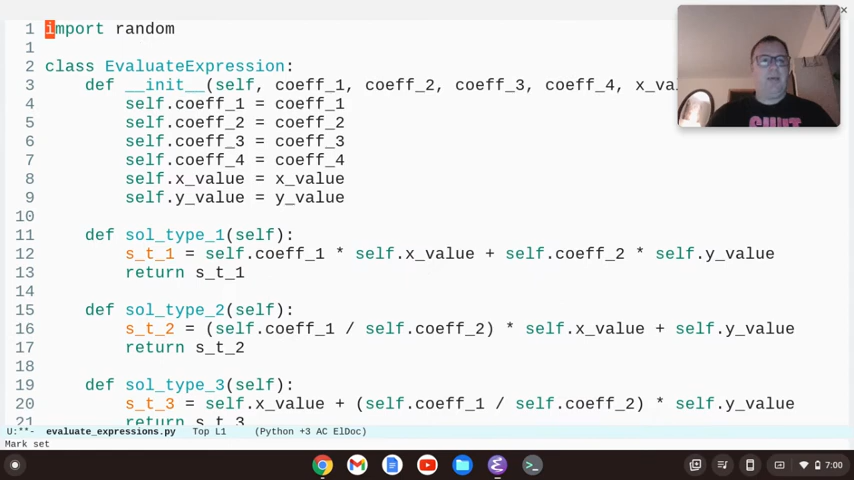 1 import random
1
2 class EvaluateExpression:
3 def __init__(self, coeff_1, coeff_2, coeff_3, coeff_4, x_va
4 self.coeff_1 = coeff_1
5 self.coeff_2 = coeff_2
6 self.coeff_3 = coeff_3
7 self.coeff_4 = coeff_4
8 self.x_value = x_value
9 self.y_value = y_value
10
11 def sol_type_1(self):
12 s_t_1 = self.coeff_1 * self.x_value + self.coeff_2 * self.y_value
13 return s_t_1
14
15 def sol_type_2(self):
16 s_t_2 = (self.coeff_1 / self.coeff_2) * self.x_value + self.y_value
17 return s_t_2
18
19 def sol_type_3(self):
20 s_t_3 = self.x_value + (self.coeff_1 / self.coeff_2) * self.y_value
21 return s_t_3
U:**- evaluate_expressions.py Top L1 (Python +3 AC ElDoc)
Mark set
7:00